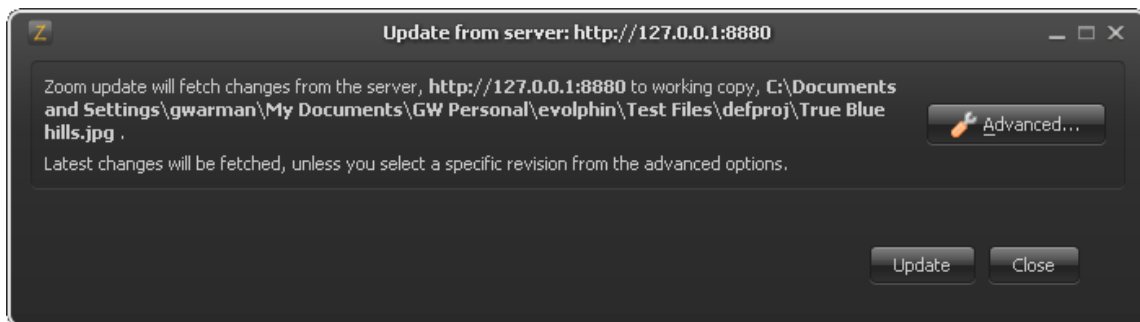 Z
Update from server: http://127.0.0.1:8880
Zoom update will fetch changes from the server, http://127.0.0.1:8880 to working copy, C:\Documents
and Settings\gwarman\My Documents\GW Personal\evolphin\Test Files\defproj\True Blue
hills.jpg .
Advanced...
Latest changes will be fetched, unless you select a specific revision from the advanced options.
Update
Close